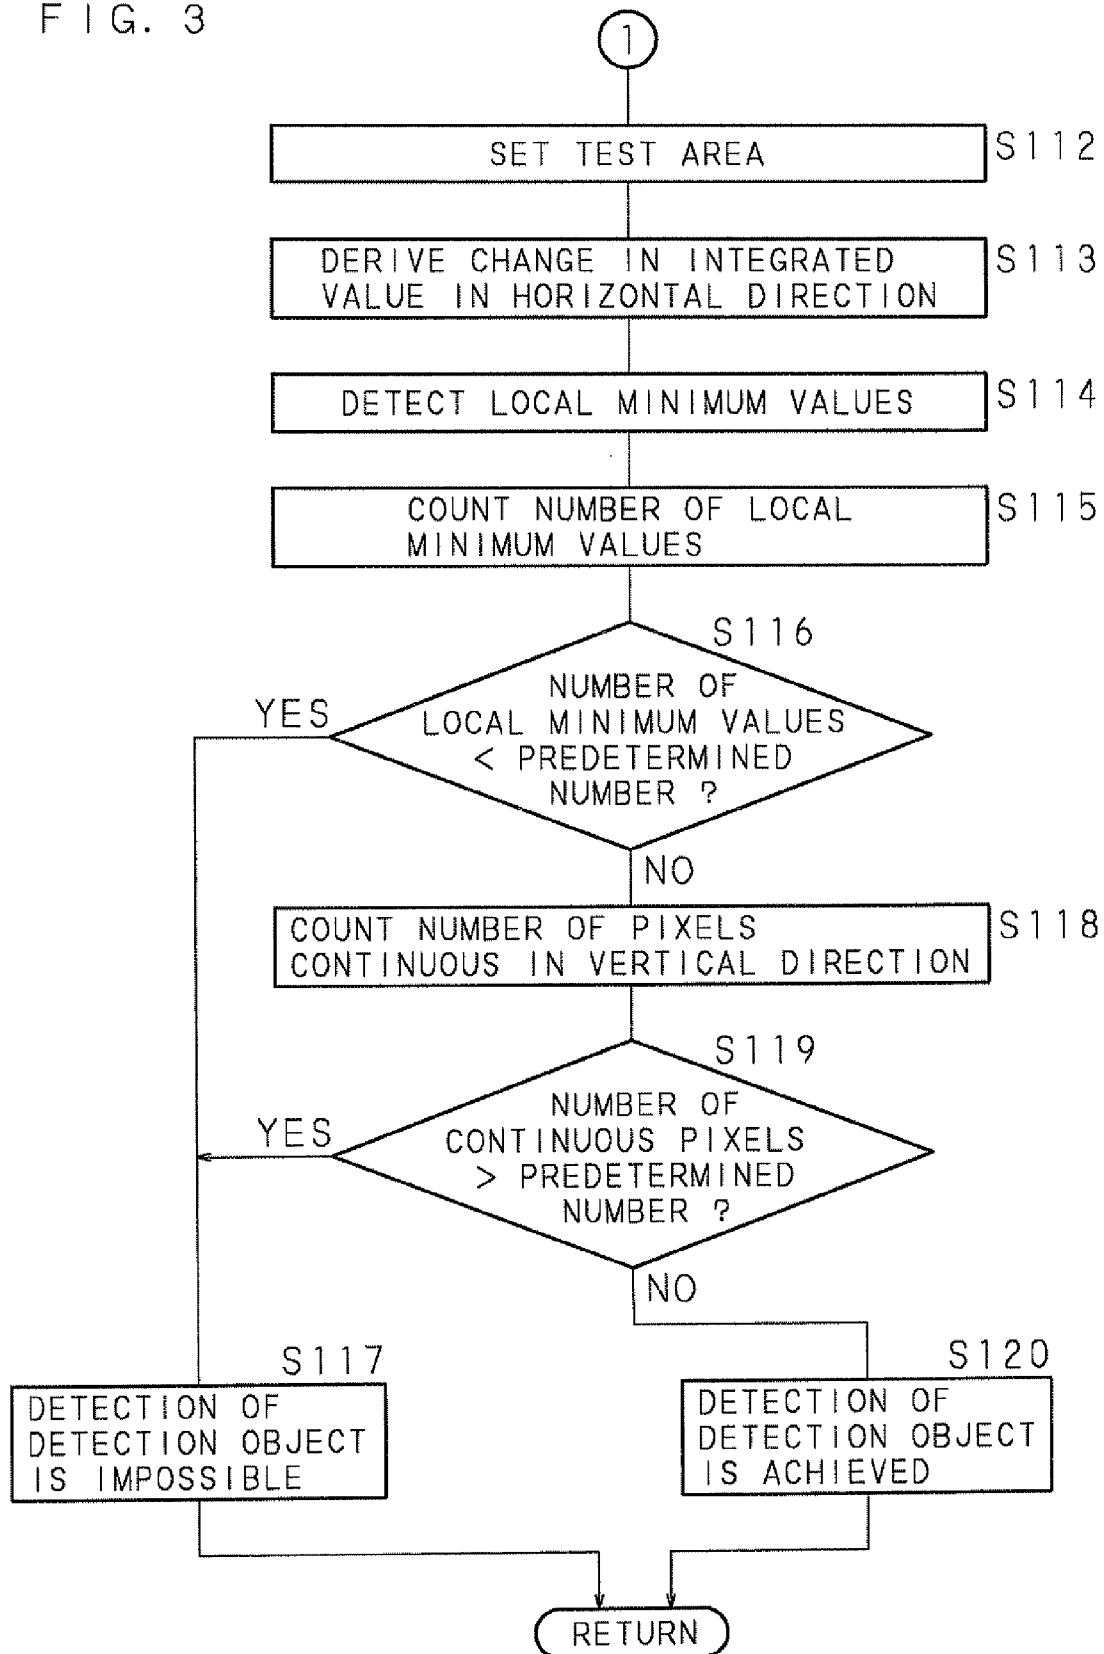 FIG. 3
1
SET TEST AREA
S112
DERIVE CHANGE IN INTEGRATED
VALUE IN HORIZONTAL DIRECTION
S113
DETECT LOCAL MINIMUM VALUES
S114
COUNT NUMBER OF LOCAL
MINIMUM VALUES
S115
S116
NUMBER OF
LOCAL MINIMUM VALUES
< PREDETERMINED
NUMBER ?
YES
NO
COUNT NUMBER OF PIXELS
CONTINUOUS IN VERTICAL DIRECTION
S118
S119
NUMBER OF
CONTINUOUS PIXELS
> PREDETERMINED
NUMBER ?
YES
NO
S117
DETECTION OF
DETECTION OBJECT
IS IMPOSSIBLE
S120
DETECTION OF
DETECTION OBJECT
IS ACHIEVED
RETURN